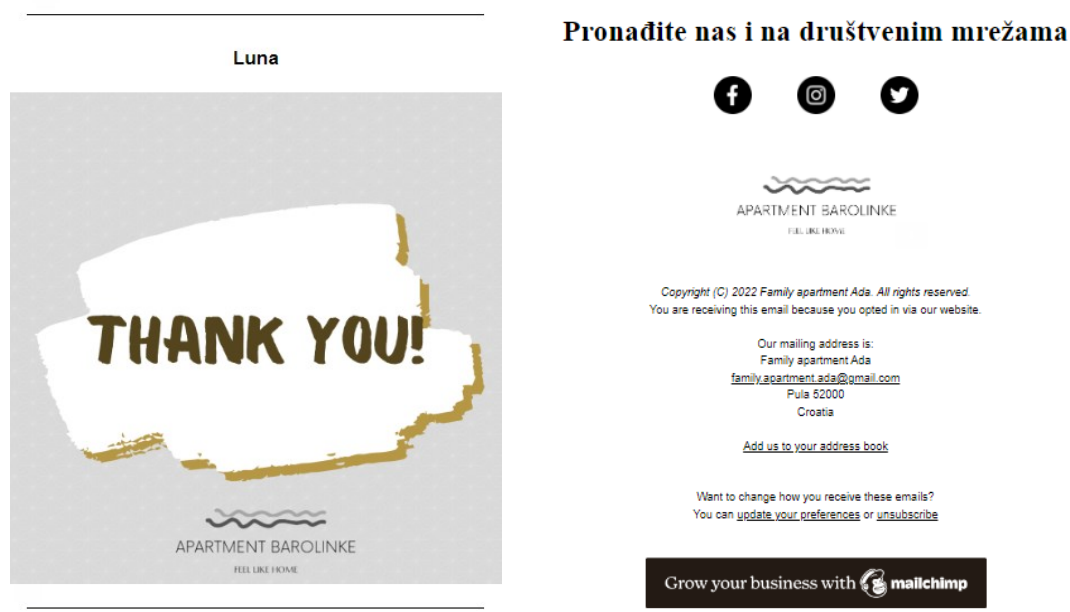 Luna
THANK YOU!
APARTMENT BAROLINKE
FEEL LIKE HOME
Pronađite nas i na društvenim mrežama
APARTMENT BAROLINKE
FEEL LIKE HOME
Copyright (C) 2022 Family apartment Ada. All rights reserved.
You are receiving this email because you opted in via our website.
Our mailing address is:
Family apartment Ada
family.apartment.ada@gmail.com
Pula 52000
Croatia
Add us to your address book
Want to change how you receive these emails?
You can update your preferences or unsubscribe
Grow your business with mailchimp